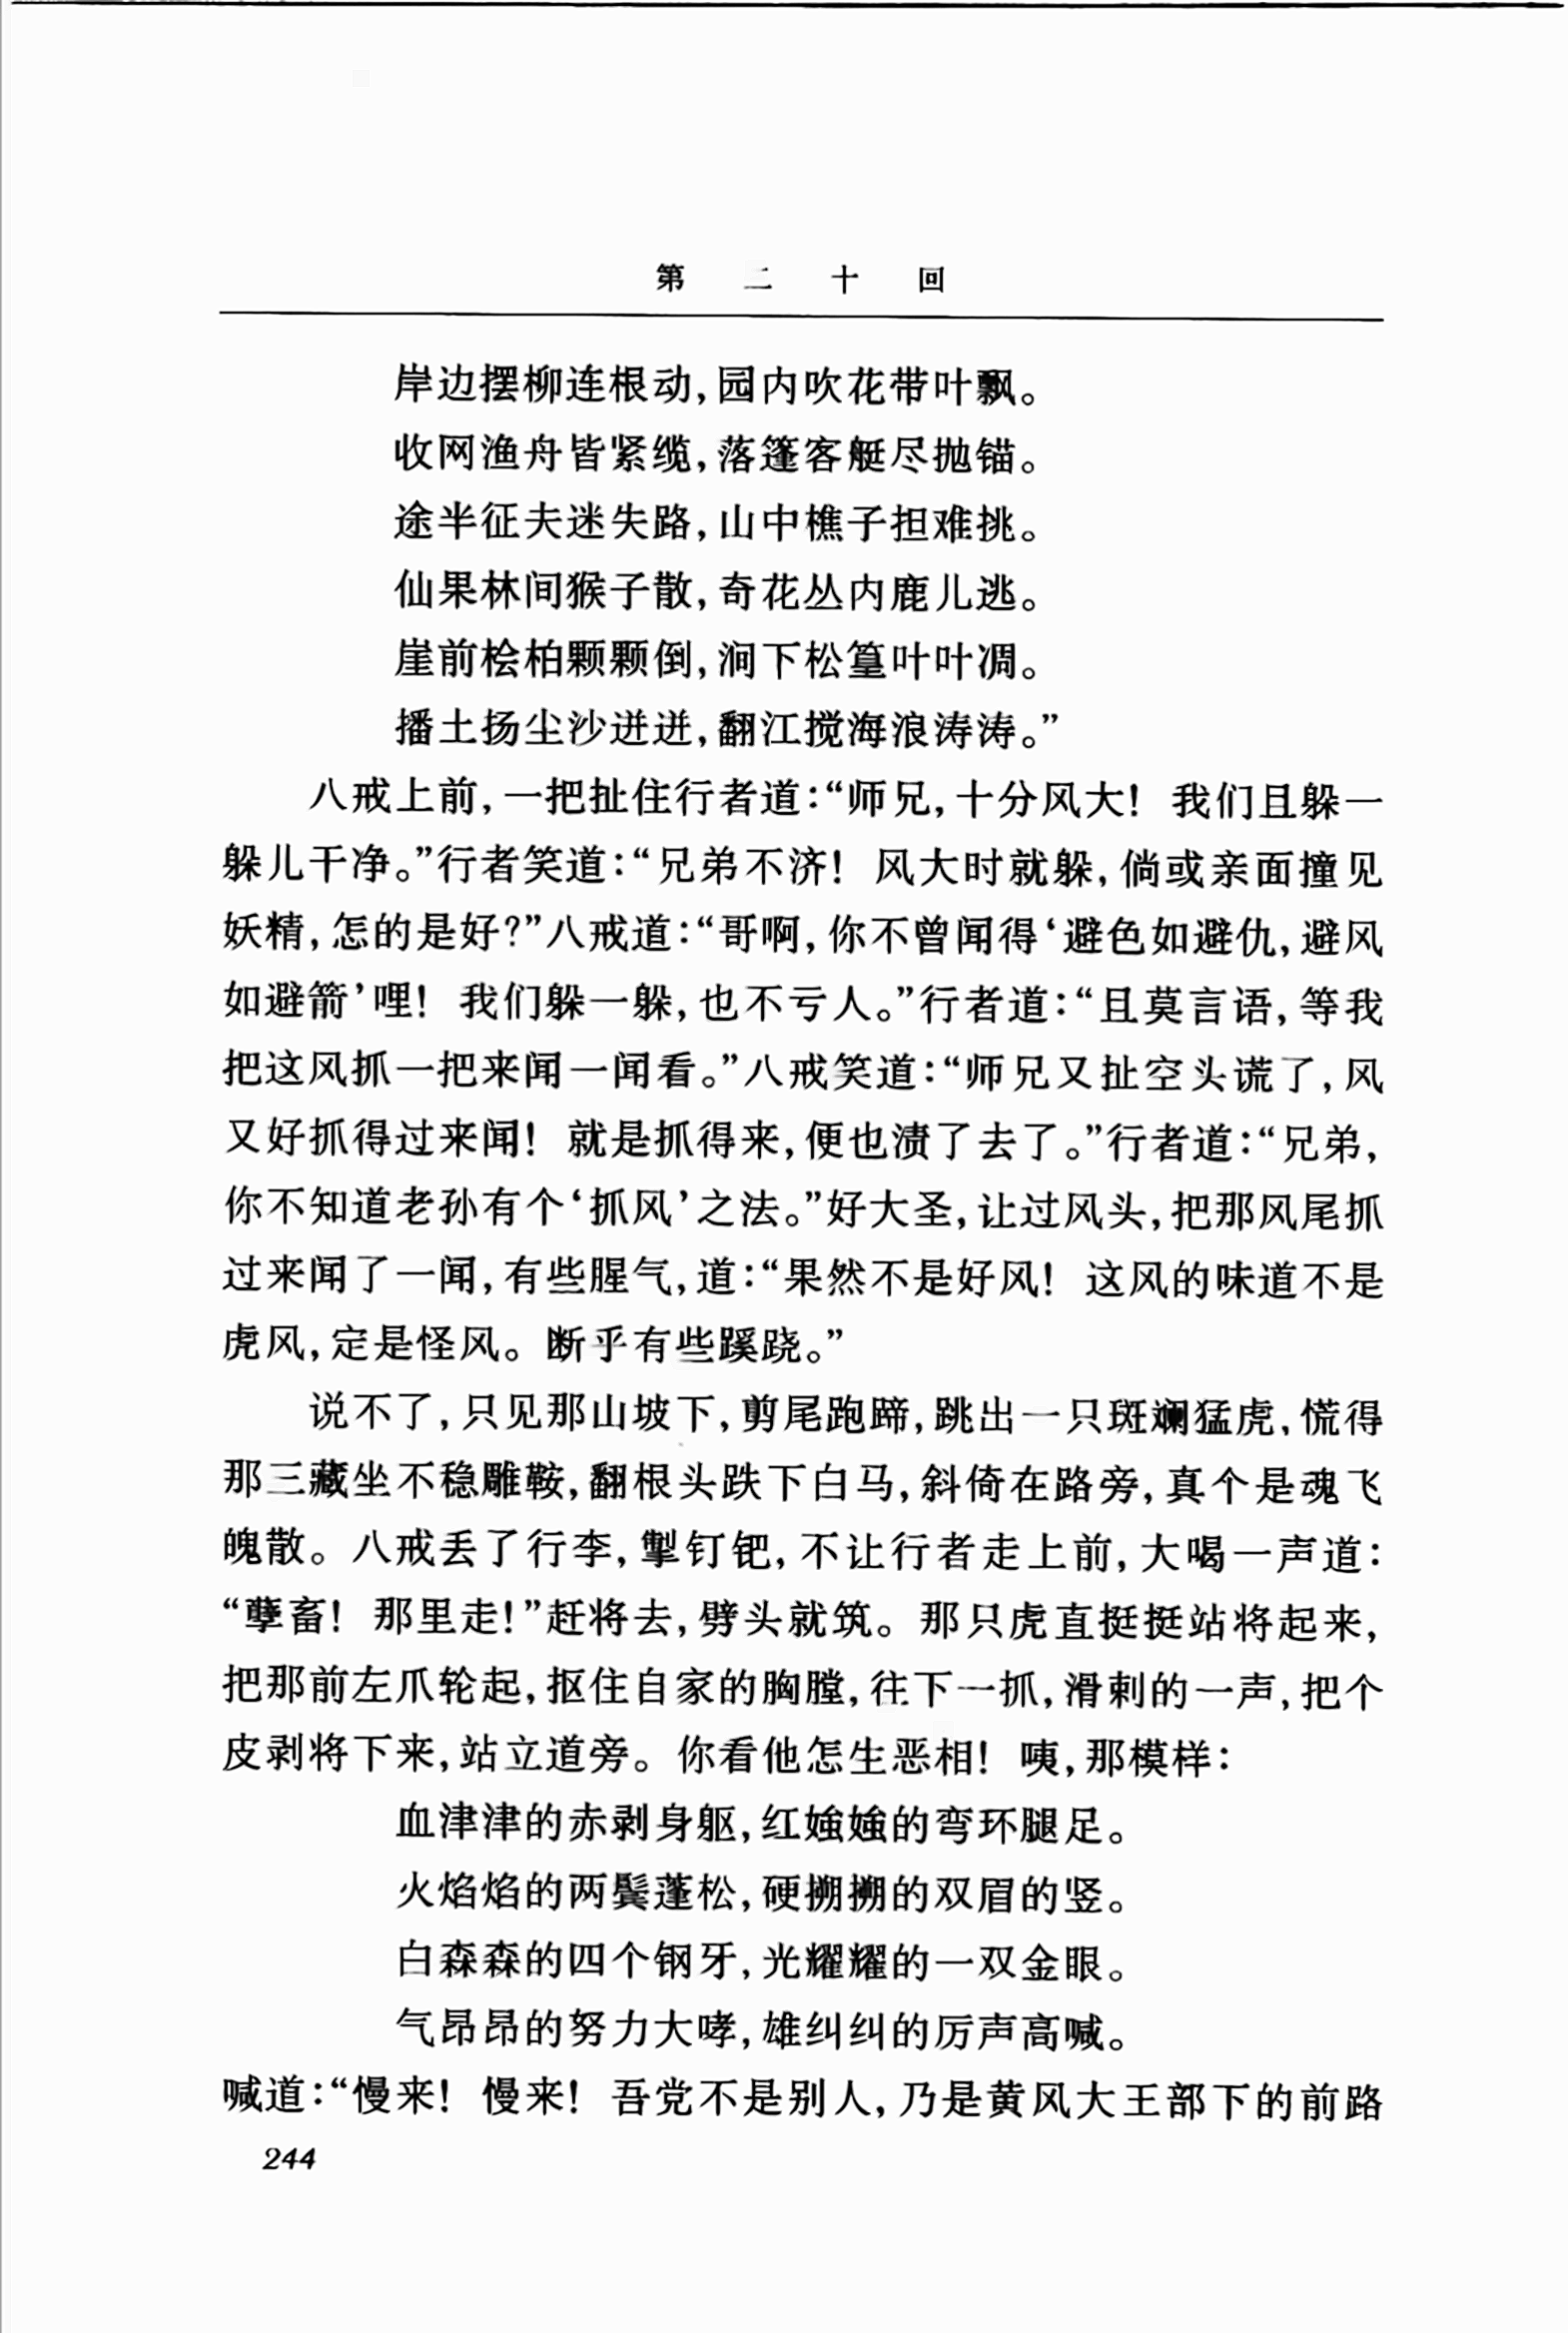 第二十回
岸边摆柳连根动，园内吹花带叶飘。
收网渔舟皆紧缆，落篷客艇尽抛锚。
途半征夫迷失路，山中樵子担难挑。
仙果林间猴子散，奇花丛内鹿儿逃。
崖前桧柏颗颗倒，涧下松篁叶叶凋。
播土扬尘沙迸迸，翻江搅海浪涛涛。”
八戒上前，一把扯住行者道：“师兄，十分风大！我们且躲一
躲儿干净。”行者笑道：“兄弟不济！风大时就躲，倘或亲面撞见
妖精，怎的是好？”八戒道：“哥啊，你不曾闻得‘避色如避仇，避风
如避箭’哩！我们躲一躲，也不亏人。”行者道：“且莫言语，等我
把这风抓一把来闻一闻看。”八戒笑道：“师兄又扯空头谎了，风
又好抓得过来闻！就是抓得来，便也渍了去了。”行者道：“兄弟，
你不知道老孙有个‘抓风’之法。”好大圣，让过风头，把那风尾抓
过来闻了一闻，有些腥气，道：“果然不是好风！这风的味道不是
虎风，定是怪风。断乎有些蹊跷。”
说不了，只见那山坡下，剪尾跑蹄，跳出一只斑斓猛虎，慌得
那三藏坐不稳雕鞍，翻根头跌下白马，斜倚在路旁，真个是魂飞
魄散。八戒丢了行李，掣钉钯，不让行者走上前，大喝一声道：
“孽畜！那里走！”赶将去，劈头就筑。那只虎直挺挺站将起来，
把那前左爪轮起，抠住自家的胸膛，往下一抓，滑剌的一声，把个
皮剥将下来，站立道旁。你看他怎生恶相！咦，那模样：
血津津的赤剥身躯，红媸媸的弯环腿足。
火焰焰的两鬓蓬松，硬搠搠的双眉的竖。
白森森的四个钢牙，光耀耀的一双金眼。
气昂昂的努力大哮，雄纠纠的厉声高喊。
喊道：“慢来！慢来！吾党不是别人，乃是黄风大王部下的前路
244